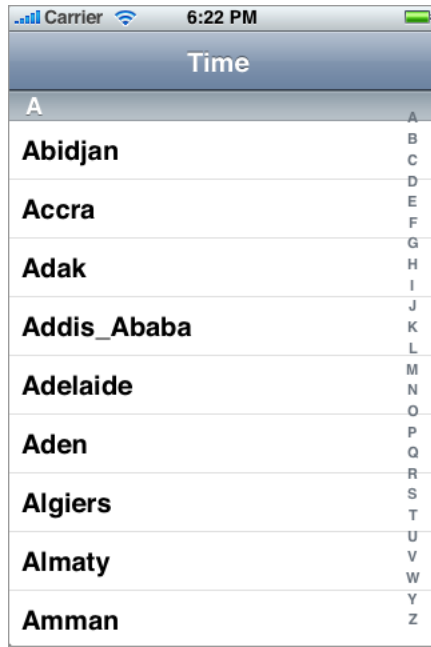 Carrier 6:22 PM
Time
A
Abidjan
Accra
Adak
Addis_Ababa
Adelaide
Aden
Algiers
Almaty
Amman
A
B
C
D
E
F
G
H
I
J
K
L
M
N
O
P
Q
R
S
T
U
V
W
Y
Z